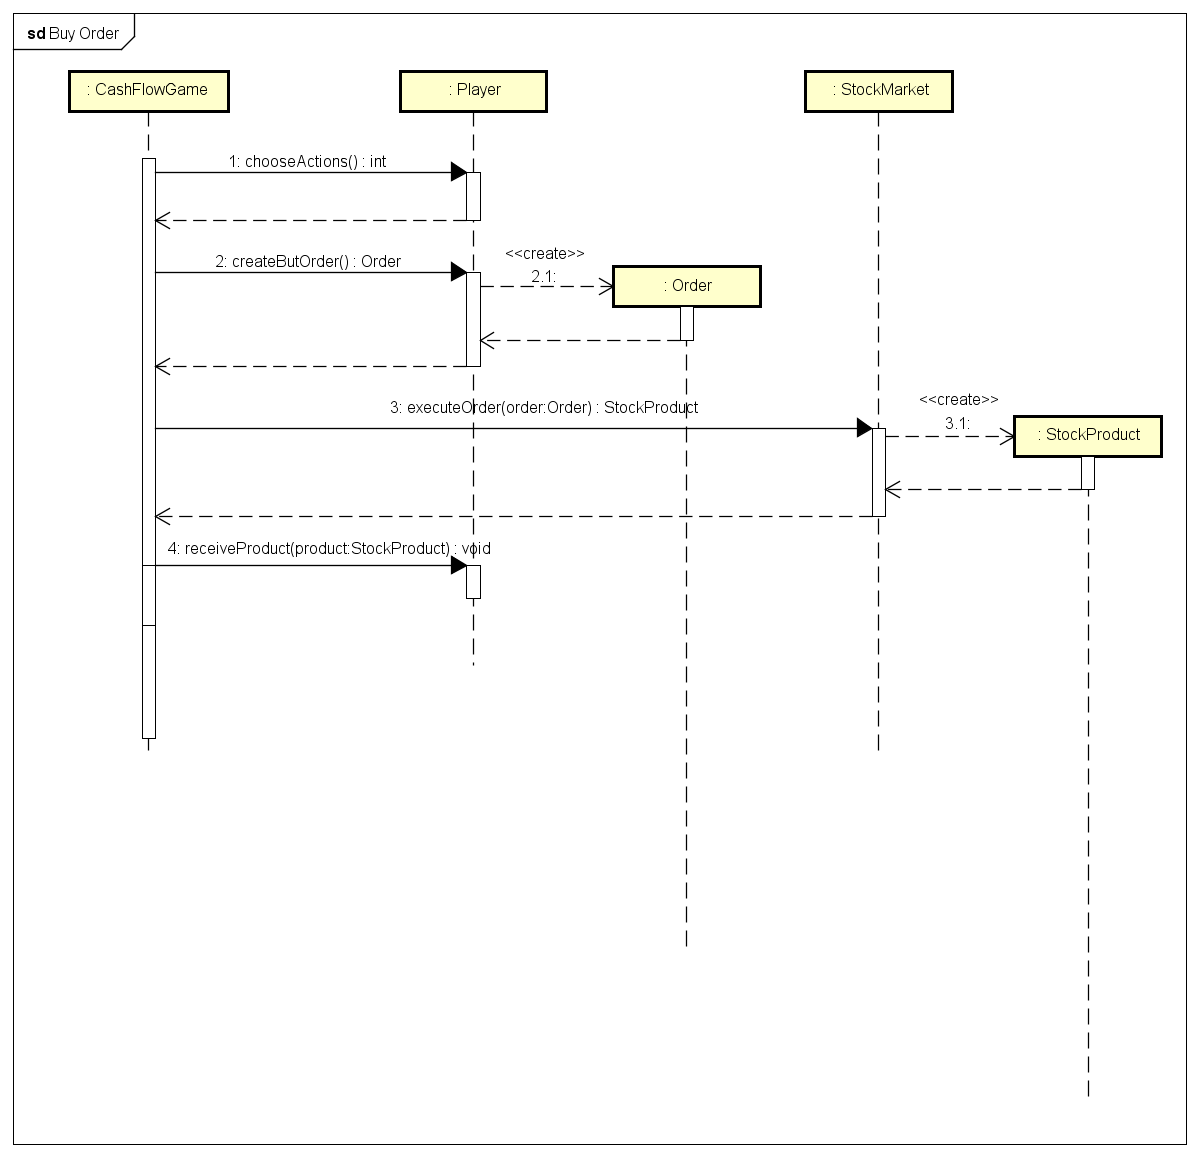 sd Buy Order
: CashFlowGame
: Player
: StockMarket
1: chooseActions() : int
2: createButOrder() : Order
<<create>>
2.1:
: Order
3: executeOrder(order:Order) : StockProduct
<<create>>
3.1:
: StockProduct
4: receiveProduct(product:StockProduct) : void